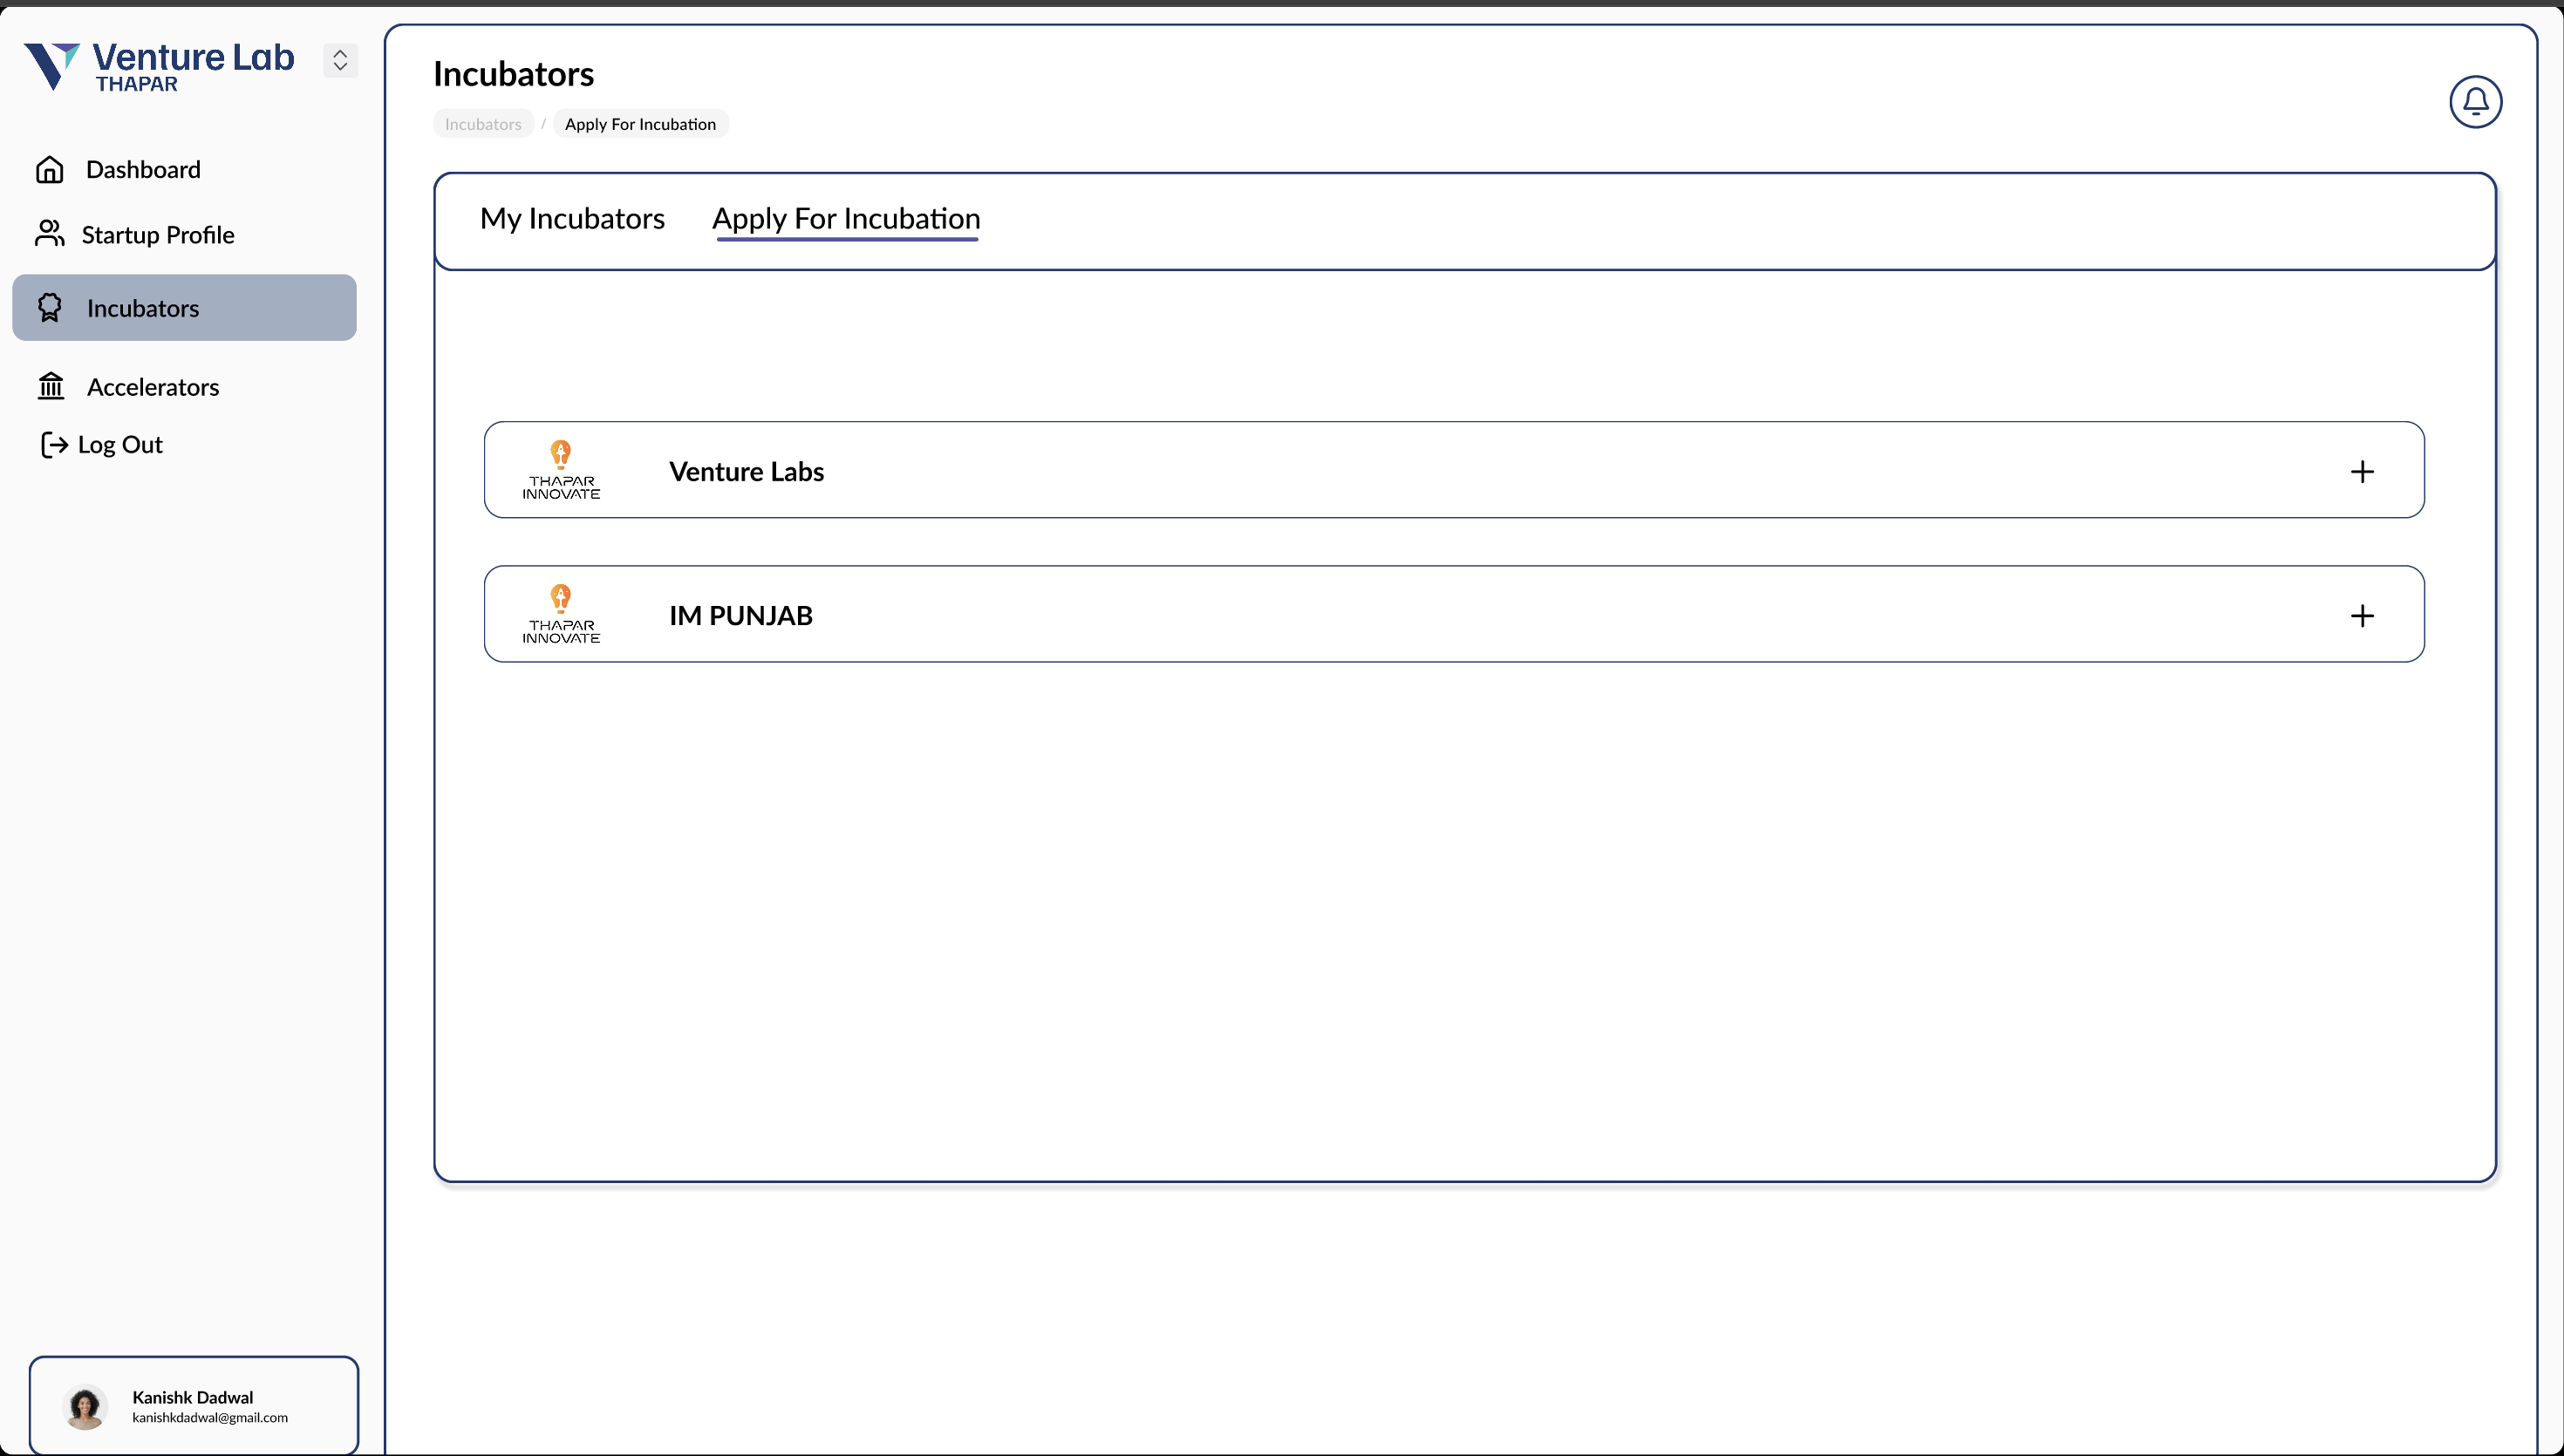 Venture Lab
THAPAR
Dashboard
Startup Profile
Incubators
Accelerators
Log Out
Kanishk Dadwal
kanishkdadwal@gmail.com
Incubators
Incubators / Apply For Incubation
My Incubators Apply For Incubation
THAPAR
INNOVATE
Venture Labs
THAPAR
INNOVATE
IM PUNJAB